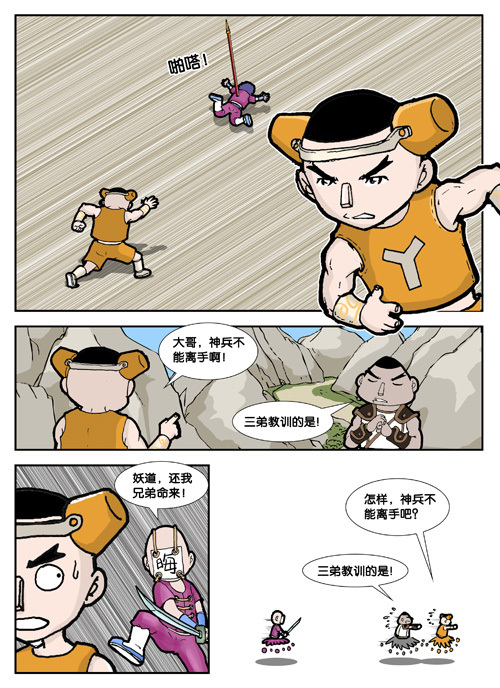 啪嗒!
Y
大哥，神兵不
能离手啊！
三弟教训的是！
妖道，还我
兄弟命来！
晦
怎样，神兵不
能离手吧？
三弟教训的是！